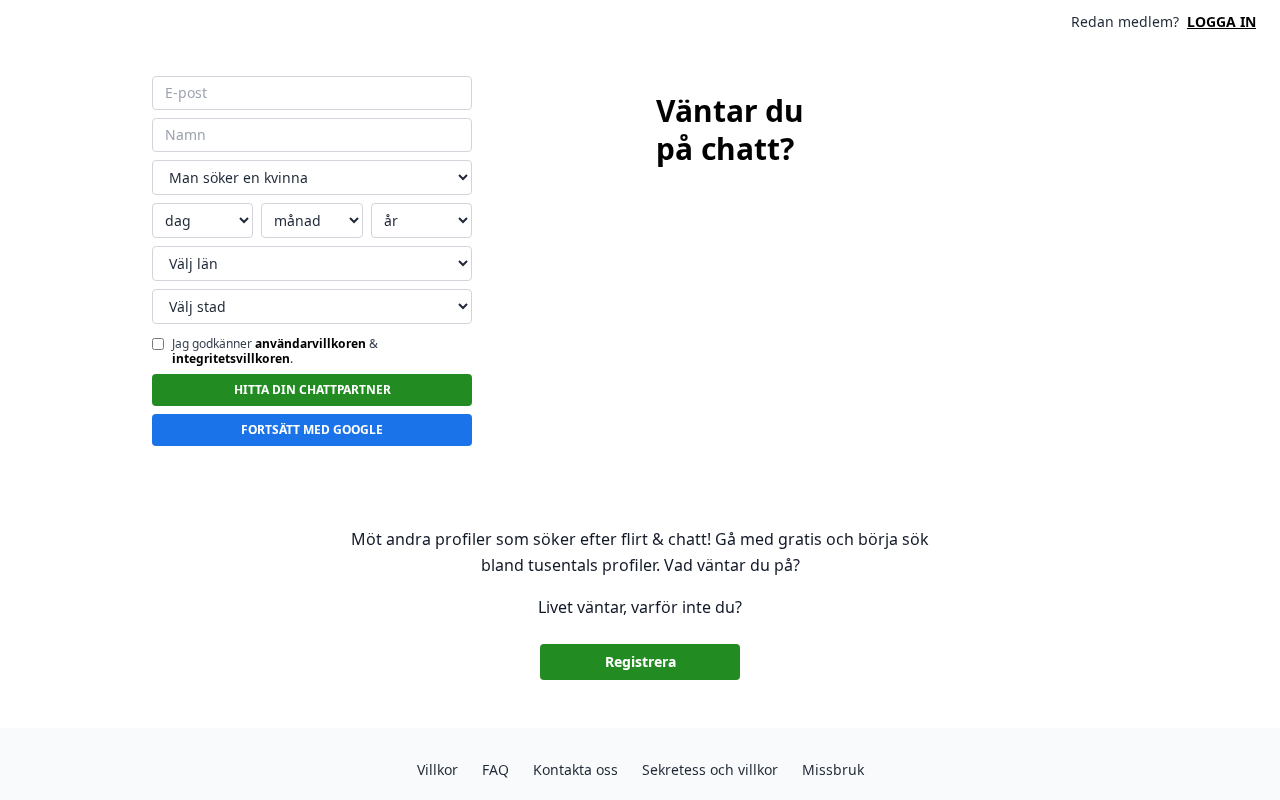 Redan medlem? LOGGA IN
E-post
Namn
Man söker en kvinna
dag månad år
Välj län
Välj stad
Jag godkänner användarvillkoren &
integritetsvillkoren.
HITTA DIN CHATTPARTNER
FORTSÄTT MED GOOGLE
Väntar du
på chatt?
Möt andra profiler som söker efter flirt & chatt! Gå med gratis och börja sök
bland tusentals profiler. Vad väntar du på?
Livet väntar, varför inte du?
Registrera
Villkor FAQ Kontakta oss Sekretess och villkor Missbruk